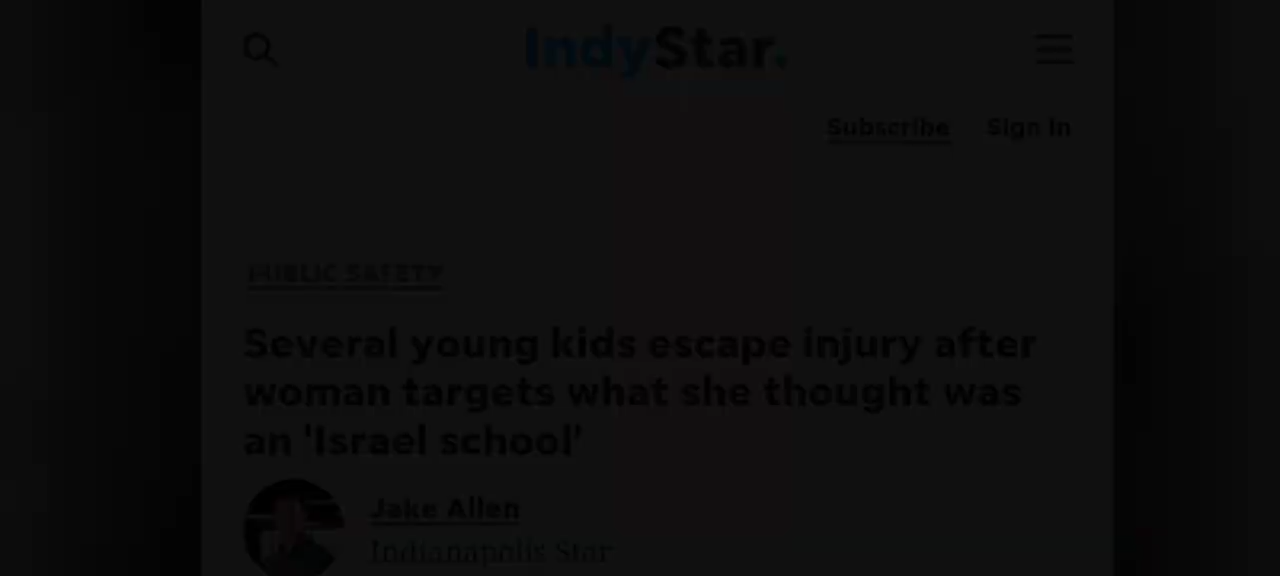 IndyStar.
Subscribe Sign In
PUBLIC SAFETY
Several young kids escape injury after
woman targets what she thought was
an 'Israel school'
Jake Allen
Indianapolis Star